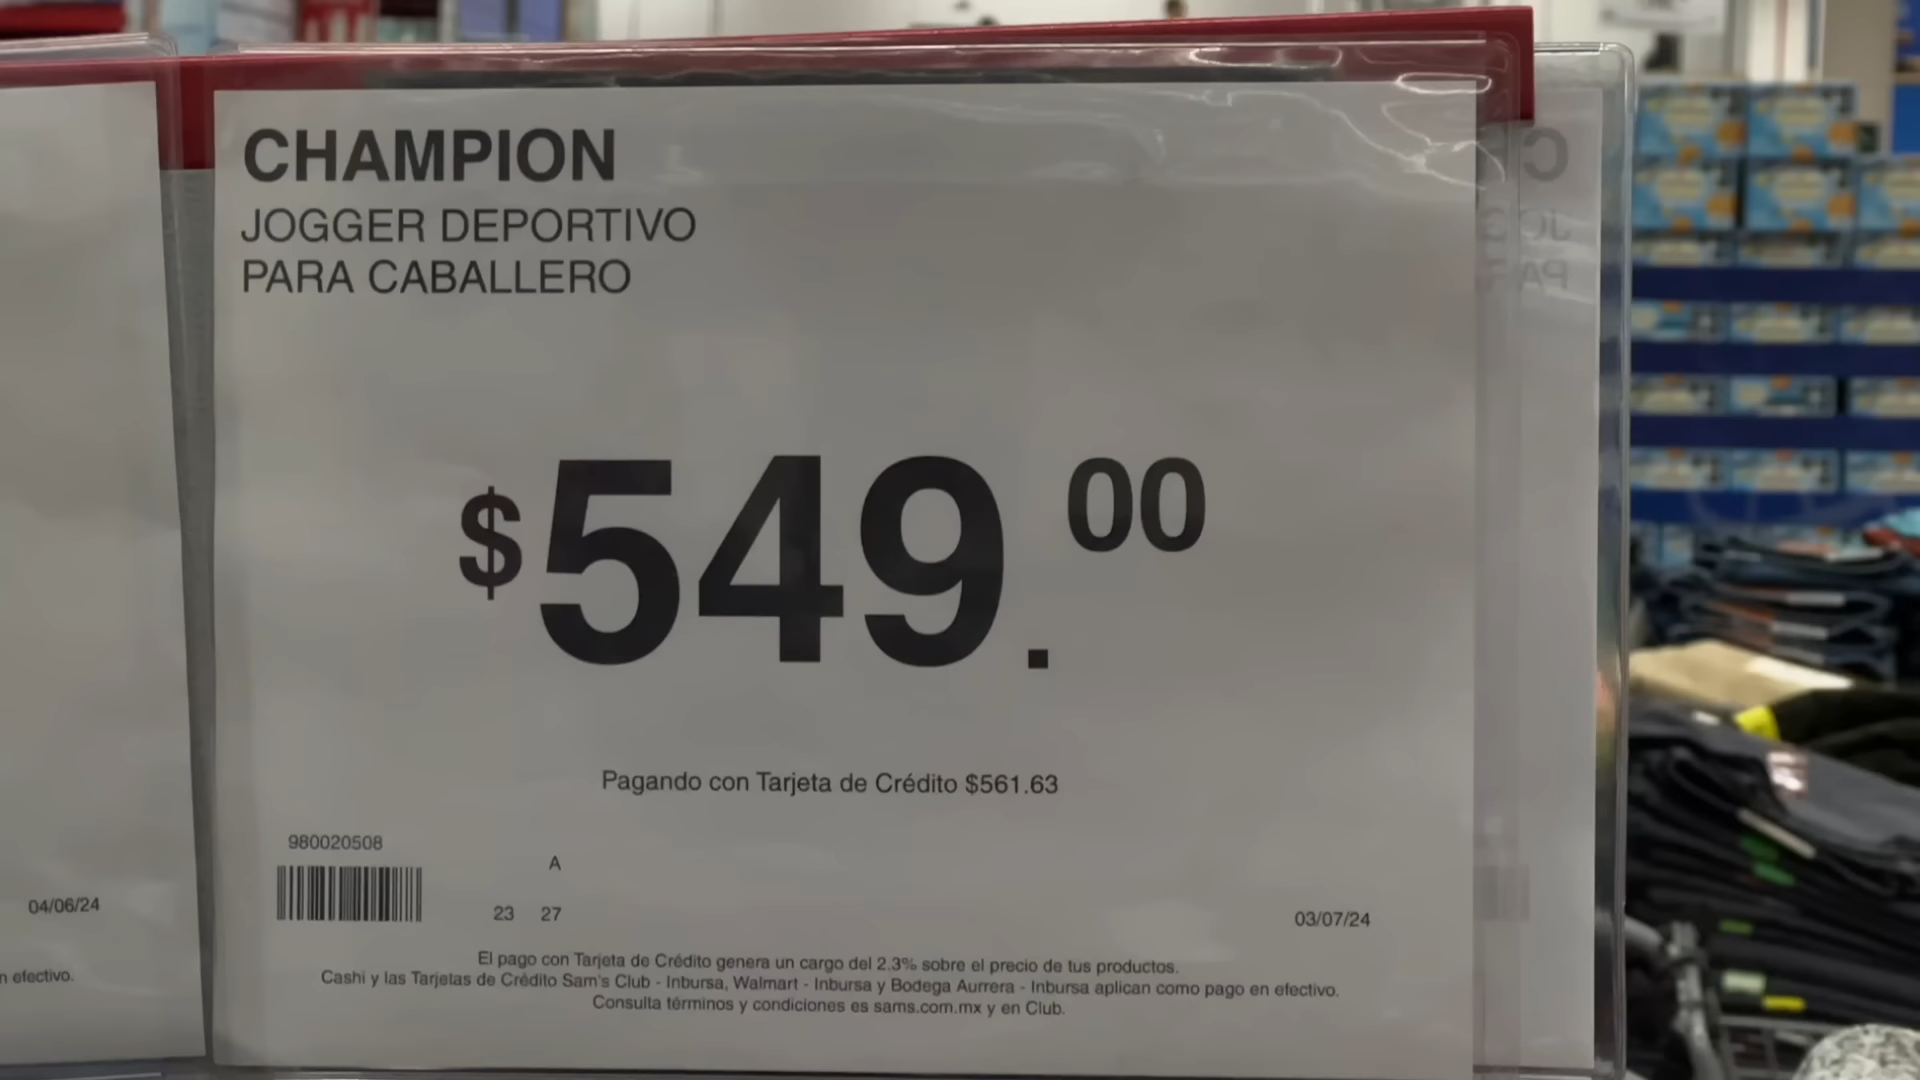 CHAMPION
JOGGER DEPORTIVO
PARA CABALLERO
$549.00
Pagando con Tarjeta de Crédito $561.63
980020508
A
23 27
03/07/24
El pago con Tarjeta de Crédito genera un cargo del 2.3% sobre el precio de tus productos.
Cashi y las Tarjetas de Crédito Sam's Club - Inbursa, Walmart - Inbursa y Bodega Aurrera - Inbursa aplican como pago en efectivo.
Consulta términos y condiciones es sams.com.mx y en Club.
04/06/24
n efectivo.